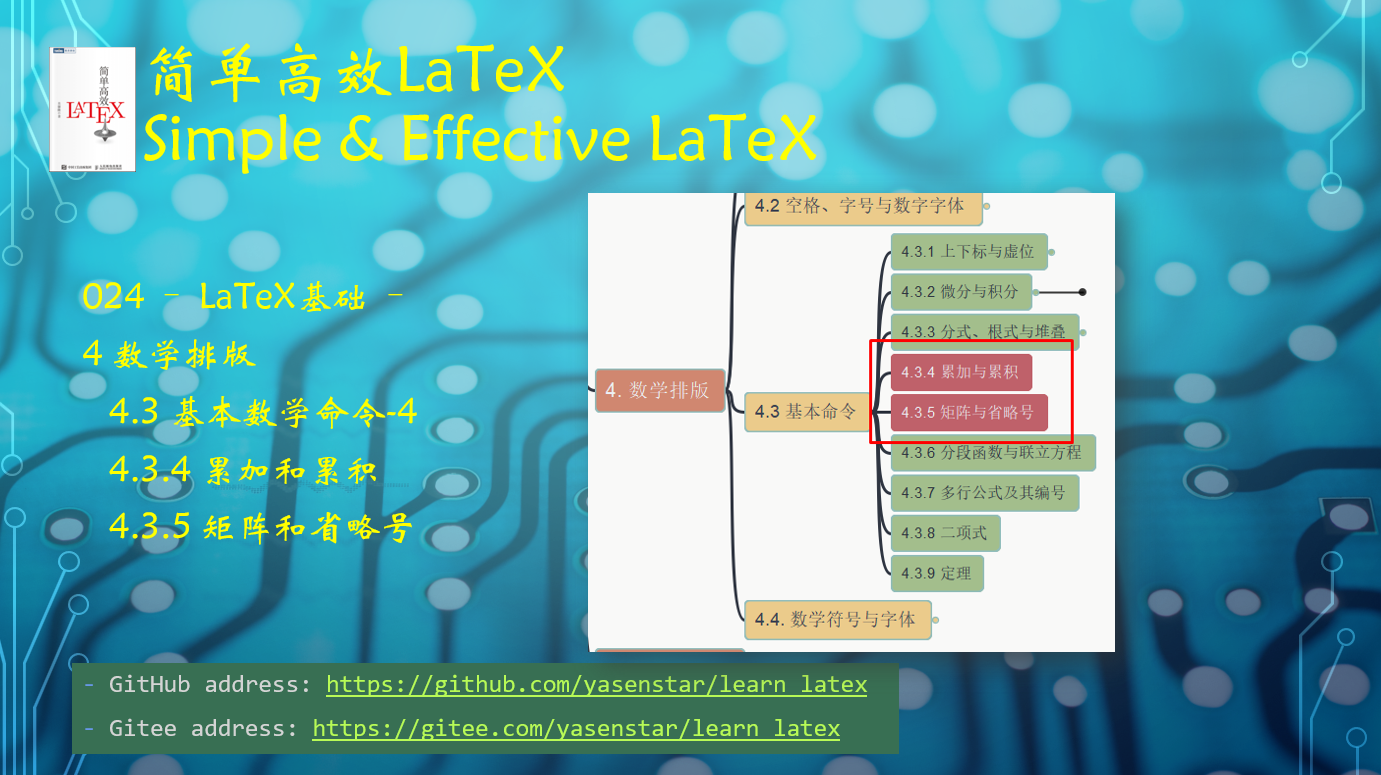 简单高效
LATEX
简单高效LaTeX
Simple & Effective LaTeX
024 - LaTeX基础 -
4 数学排版
4.3 基本数学命令-4
4.3.4 累加和累积
4.3.5 矩阵和省略号
4.2 空格、字号与数字字体
4.3.1 上下标与虚位
4.3.2 微分与积分
4.3.3 分式、根式与堆叠
4.3.4 累加与累积
4. 数学排版
4.3 基本命令
4.3.5 矩阵与省略号
4.3.6 分段函数与联立方程
4.3.7 多行公式及其编号
4.3.8 二项式
4.3.9 定理
4.4. 数学符号与字体
- GitHub address: https://github.com/yasenstar/learn_latex
- Gitee address: https://gitee.com/yasenstar/learn_latex